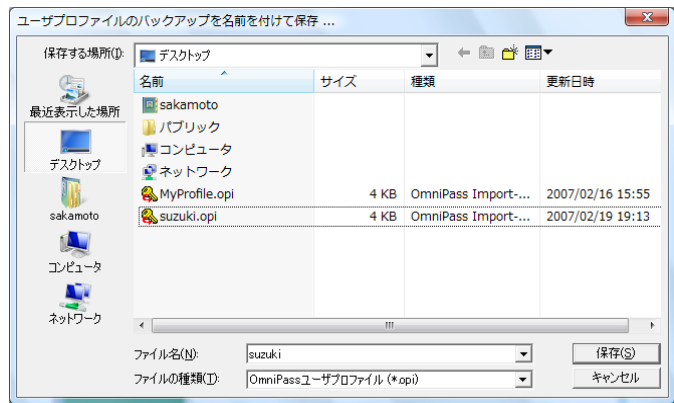 ユーザプロファイルのバックアップを名前を付けて保存 ...
保存する場所(I):
デスクトップ
名前 サイズ 種類 更新日時
sakamoto
パブリック
コンピュータ
ネットワーク
MyProfile.opi 4 KB OmniPass Import-... 2007/02/16 15:55
suzuki.opi 4 KB OmniPass Import-... 2007/02/19 19:13
最近表示した場所
デスクトップ
sakamoto
コンピュータ
ネットワーク
ファイル名(N): suzuki 保存(S)
ファイルの種類(T): OmniPassユーザプロファイル (*.opi) キャンセル